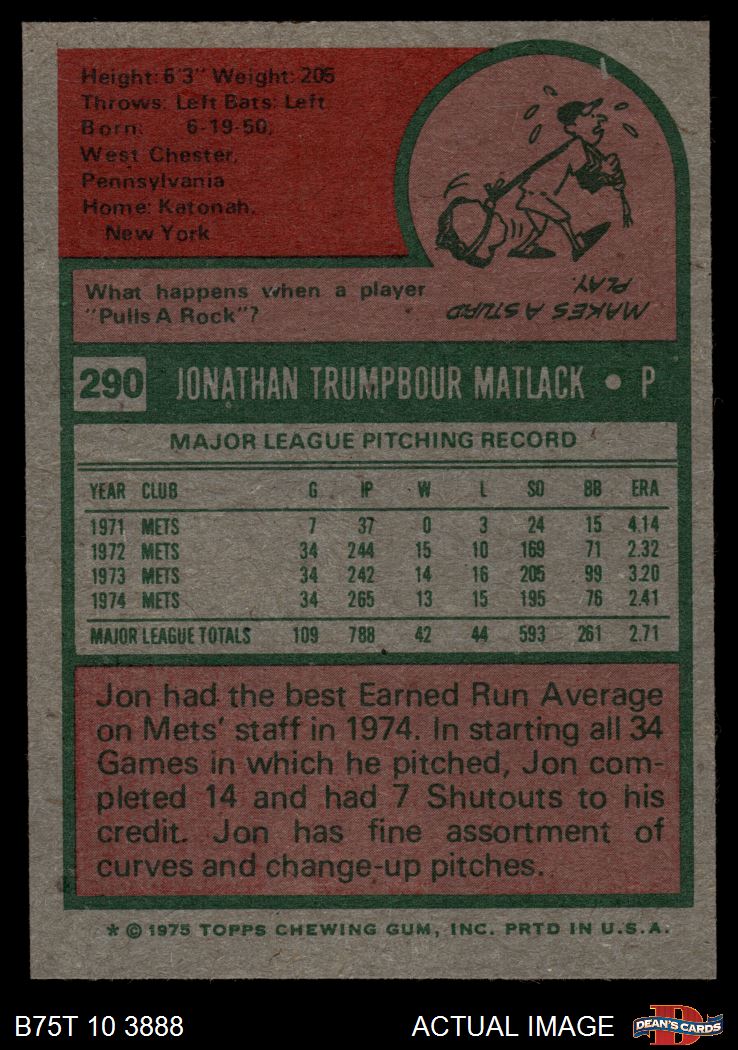 Height: 6'3" Weight: 205
Throws: Left Bats: Left
Born: 6-19-50,
West Chester,
Pennsylvania
Home: Katonah,
New York
What happens when a player
"Pulls A Rock"?
MAKES A STUPID
PLAY.
290 JONATHAN TRUMPBOUR MATLACK • P
MAJOR LEAGUE PITCHING RECORD
YEAR CLUB G IP W L SO BB ERA
1971 METS 7 37 0 3 24 15 4.14
1972 METS 34 244 15 10 169 71 2.32
1973 METS 34 242 14 16 205 99 3.20
1974 METS 34 265 13 15 195 76 2.41
MAJOR LEAGUE TOTALS 109 788 42 44 593 261 2.71
Jon had the best Earned Run Average
on Mets' staff in 1974. In starting all 34
Games in which he pitched, Jon com-
pleted 14 and had 7 Shutouts to his
credit. Jon has fine assortment of
curves and change-up pitches.
* © 1975 TOPPS CHEWING GUM, INC. PRTD IN U.S.A.
B75T 10 3888 ACTUAL IMAGE
D
DEAN'S CARDS